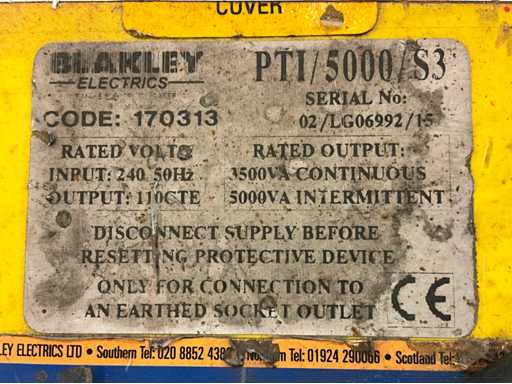 COVER
BLAKLEY
ELECTRICS
PTI/5000/S3
SERIAL No:
CODE: 170313
02/LG06992/15
RATED VOLTS
RATED OUTPUT:
INPUT: 240 50Hz
3500VA CONTINUOUS
OUTPUT: 110CTE
5000VA INTERMITTENT
DISCONNECT SUPPLY BEFORE
RESETTING PROTECTIVE DEVICE
ONLY FOR CONNECTION TO
AN EARTHED SOCKET OUTLET
CE
LEY ELECTRICS LTD • Southern Tel: 020 8852 438 Northern Tel: 01924 290066 • Scotland Tel: